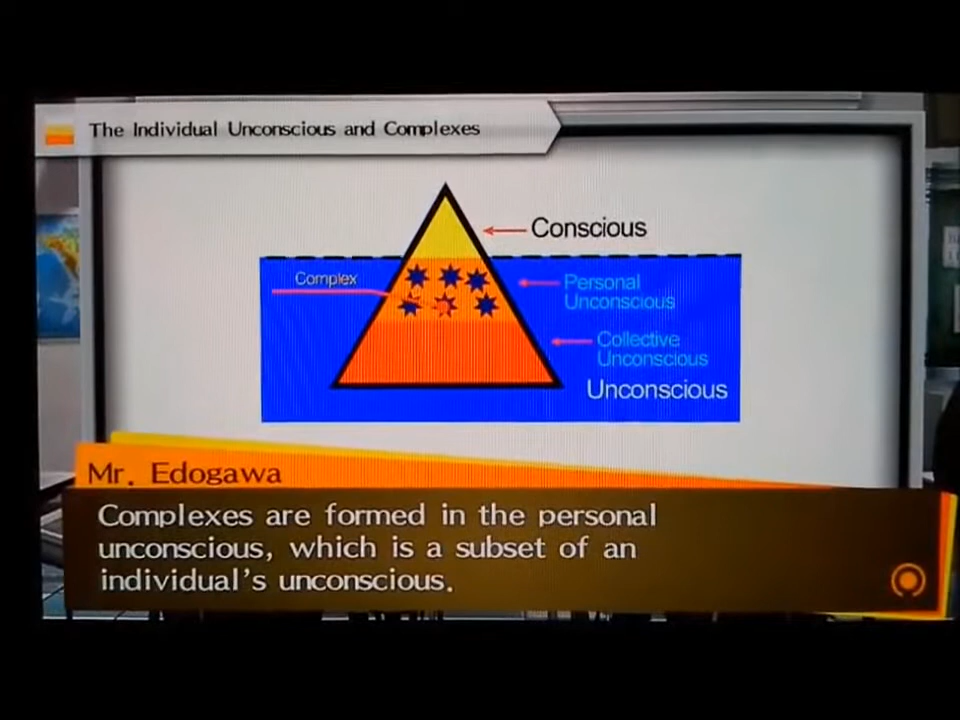 The Individual Unconscious and Complexes
Conscious
Complex
Personal
Unconscious
Collective
Unconscious
Unconscious
Mr. Edogawa
Complexes are formed in the personal
unconscious, which is a subset of an
individual's unconscious.